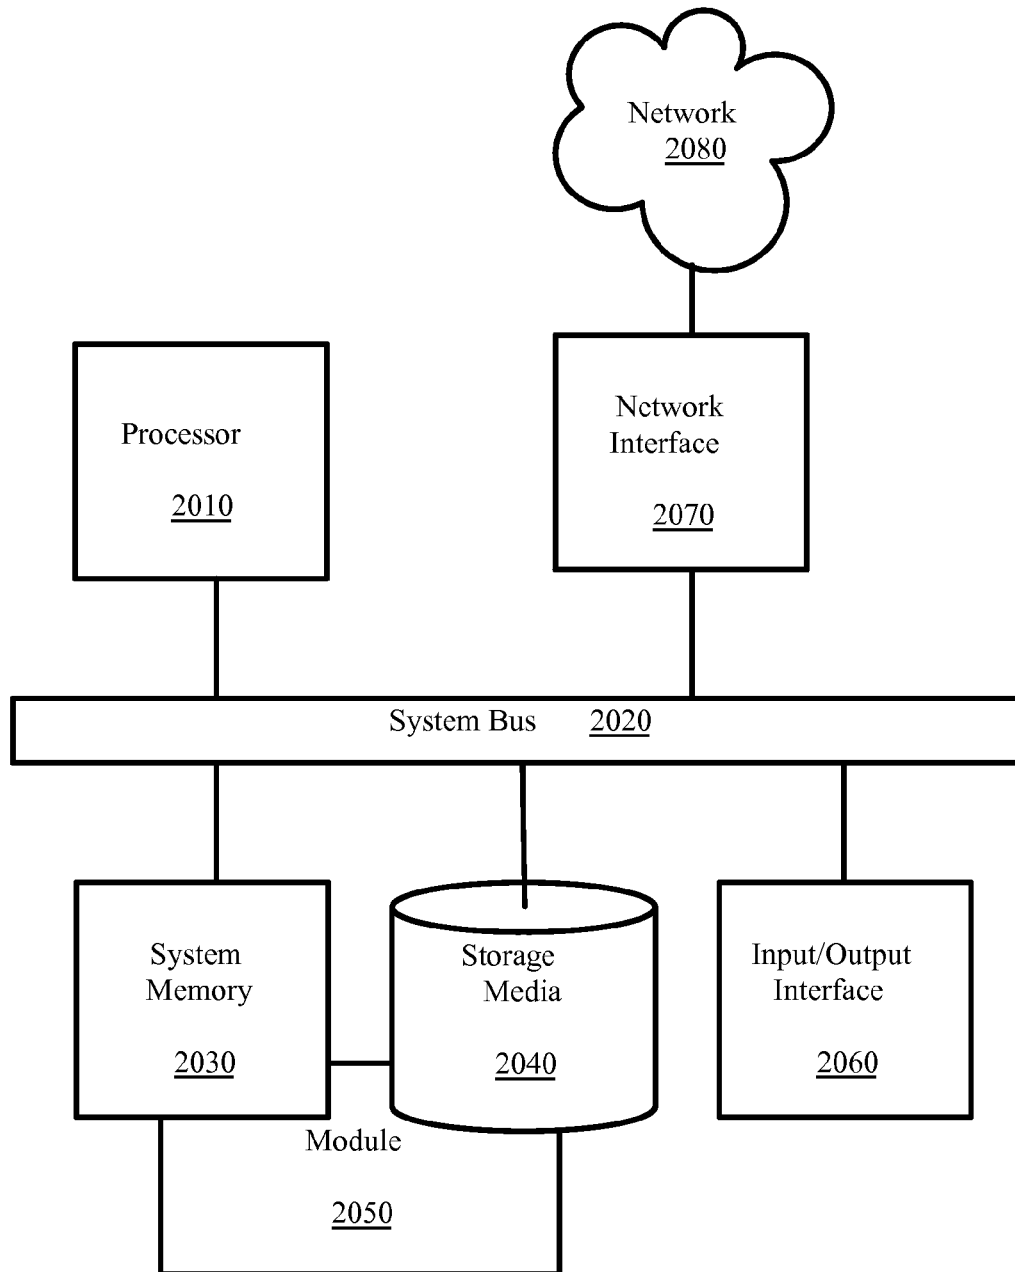 Network
2080
Network
Interface
2070
Processor
2010
System Bus 2020
System
Memory
2030
Storage
Media
2040
Input/Output
Interface
2060
Module
2050